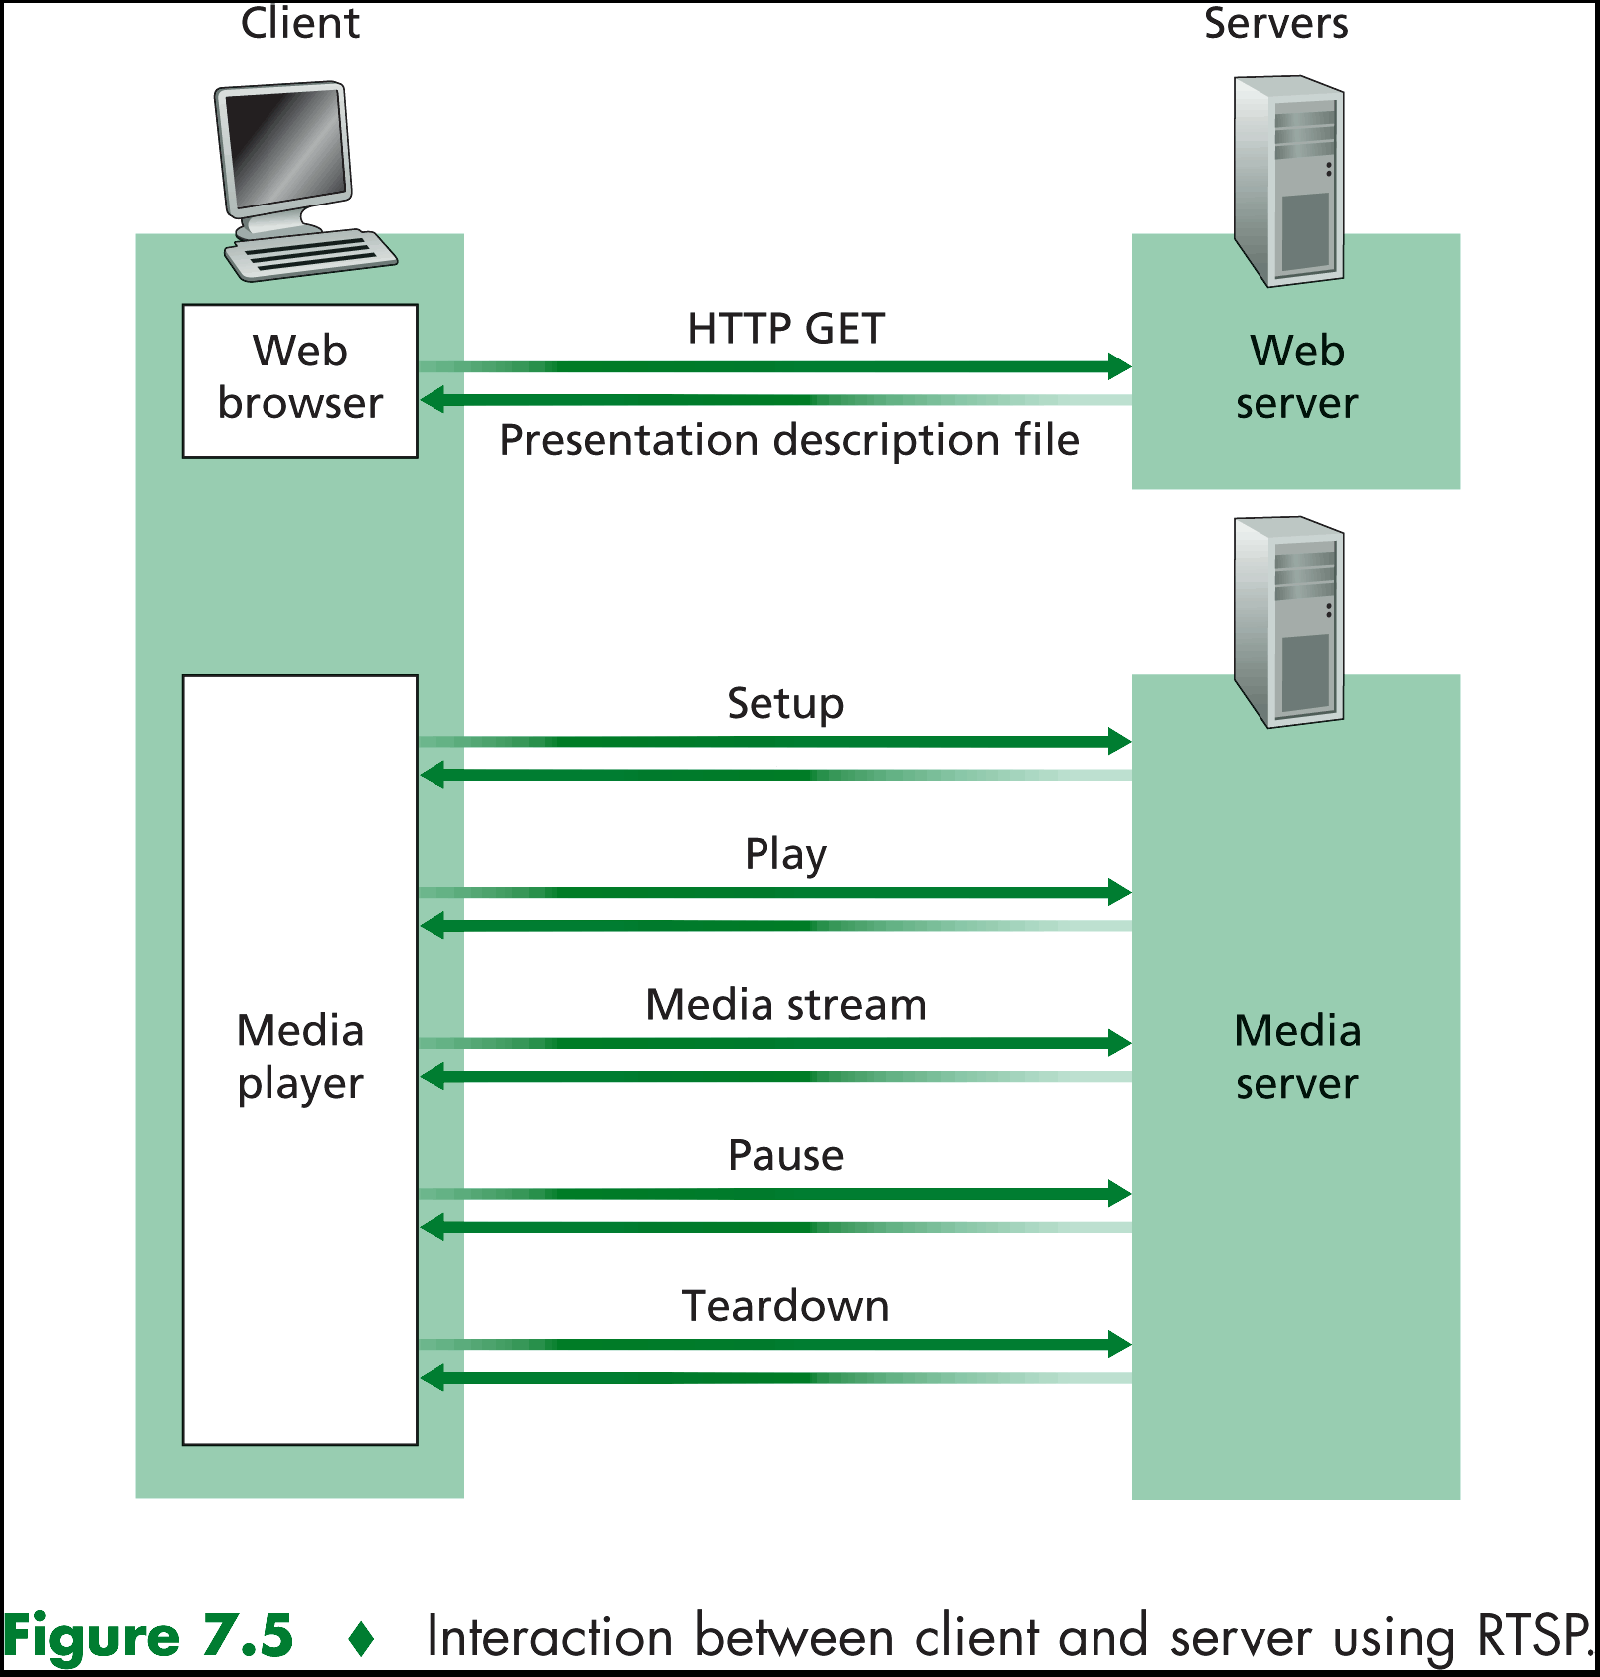 Client
Servers
Web
browser
HTTP GET
Presentation description file
Web
server
Setup
Play
Media stream
Pause
Teardown
Media
player
Media
server
Figure 7.5 ♦ Interaction between client and server using RTSP.